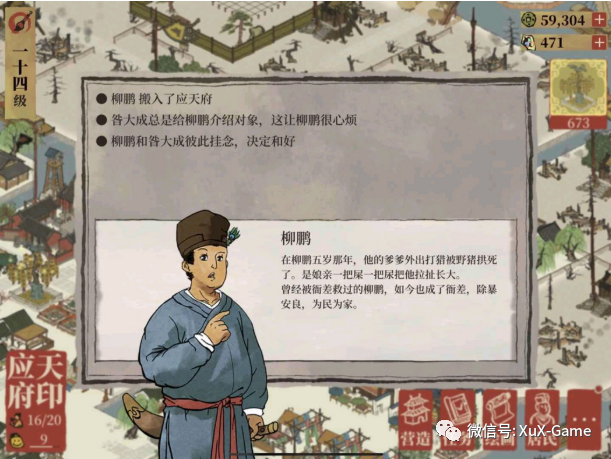 一十四级
59,304
471
673
柳鹏 搬入了应天府
昝大成总是给柳鹏介绍对象，这让柳鹏很心烦
柳鹏和昝大成彼此挂念，决定和好
柳鹏
在柳鹏五岁那年，他的爹爹外出打猎被野猪拱死
了。是娘亲一把屎一把尿把他拉扯长大。
曾经被衙差救过的柳鹏，如今也成了衙差，除暴
安良，为民为家。
应天府印
16/20
9
营造
微信号: XuX-Game